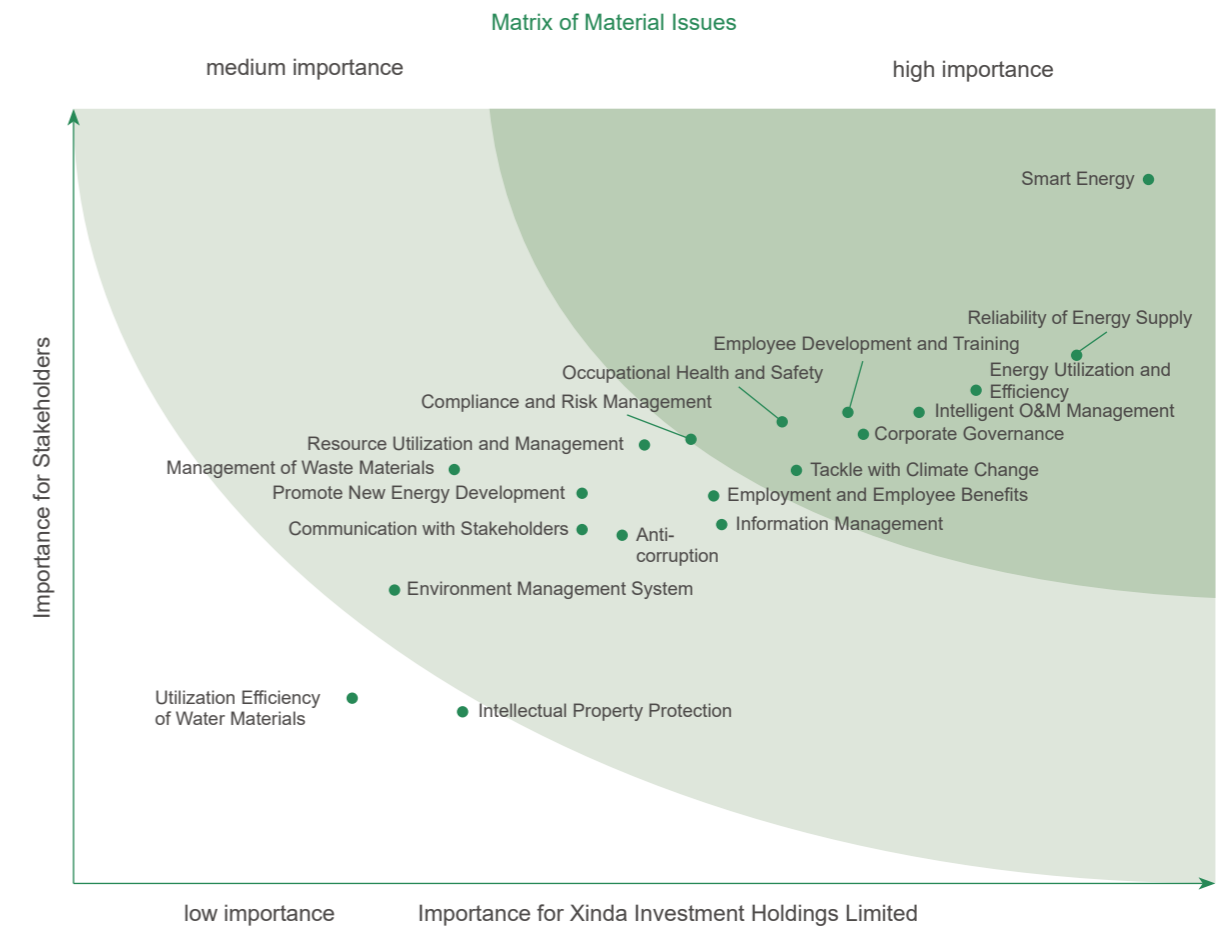 Matrix of Material Issues
medium importance
high importance
Smart Energy
Reliability of Energy Supply
Employee Development and Training
Energy Utilization and
Efficiency
Occupational Health and Safety
Compliance and Risk Management
Intelligent O&M Management
Corporate Governance
Resource Utilization and Management
Management of Waste Materials
Tackle with Climate Change
Promote New Energy Development
Employment and Employee Benefits
Communication with Stakeholders
Information Management
Anti-
corruption
Environment Management System
Utilization Efficiency
of Water Materials
Intellectual Property Protection
Importance for Stakeholders
low importance
Importance for Xinda Investment Holdings Limited